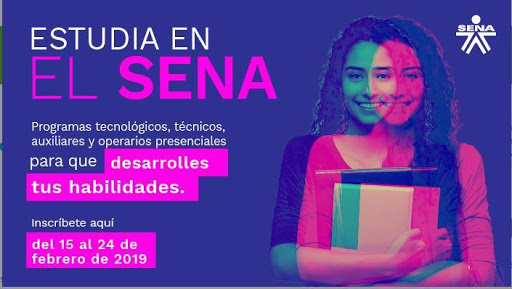 ESTUDIA EN
EL SENA
SENA
Programas tecnológicos, técnicos,
auxiliares y operarios presenciales
para que desarrolles
tus habilidades.
Inscríbete aquí
del 15 al 24 de
febrero de 2019